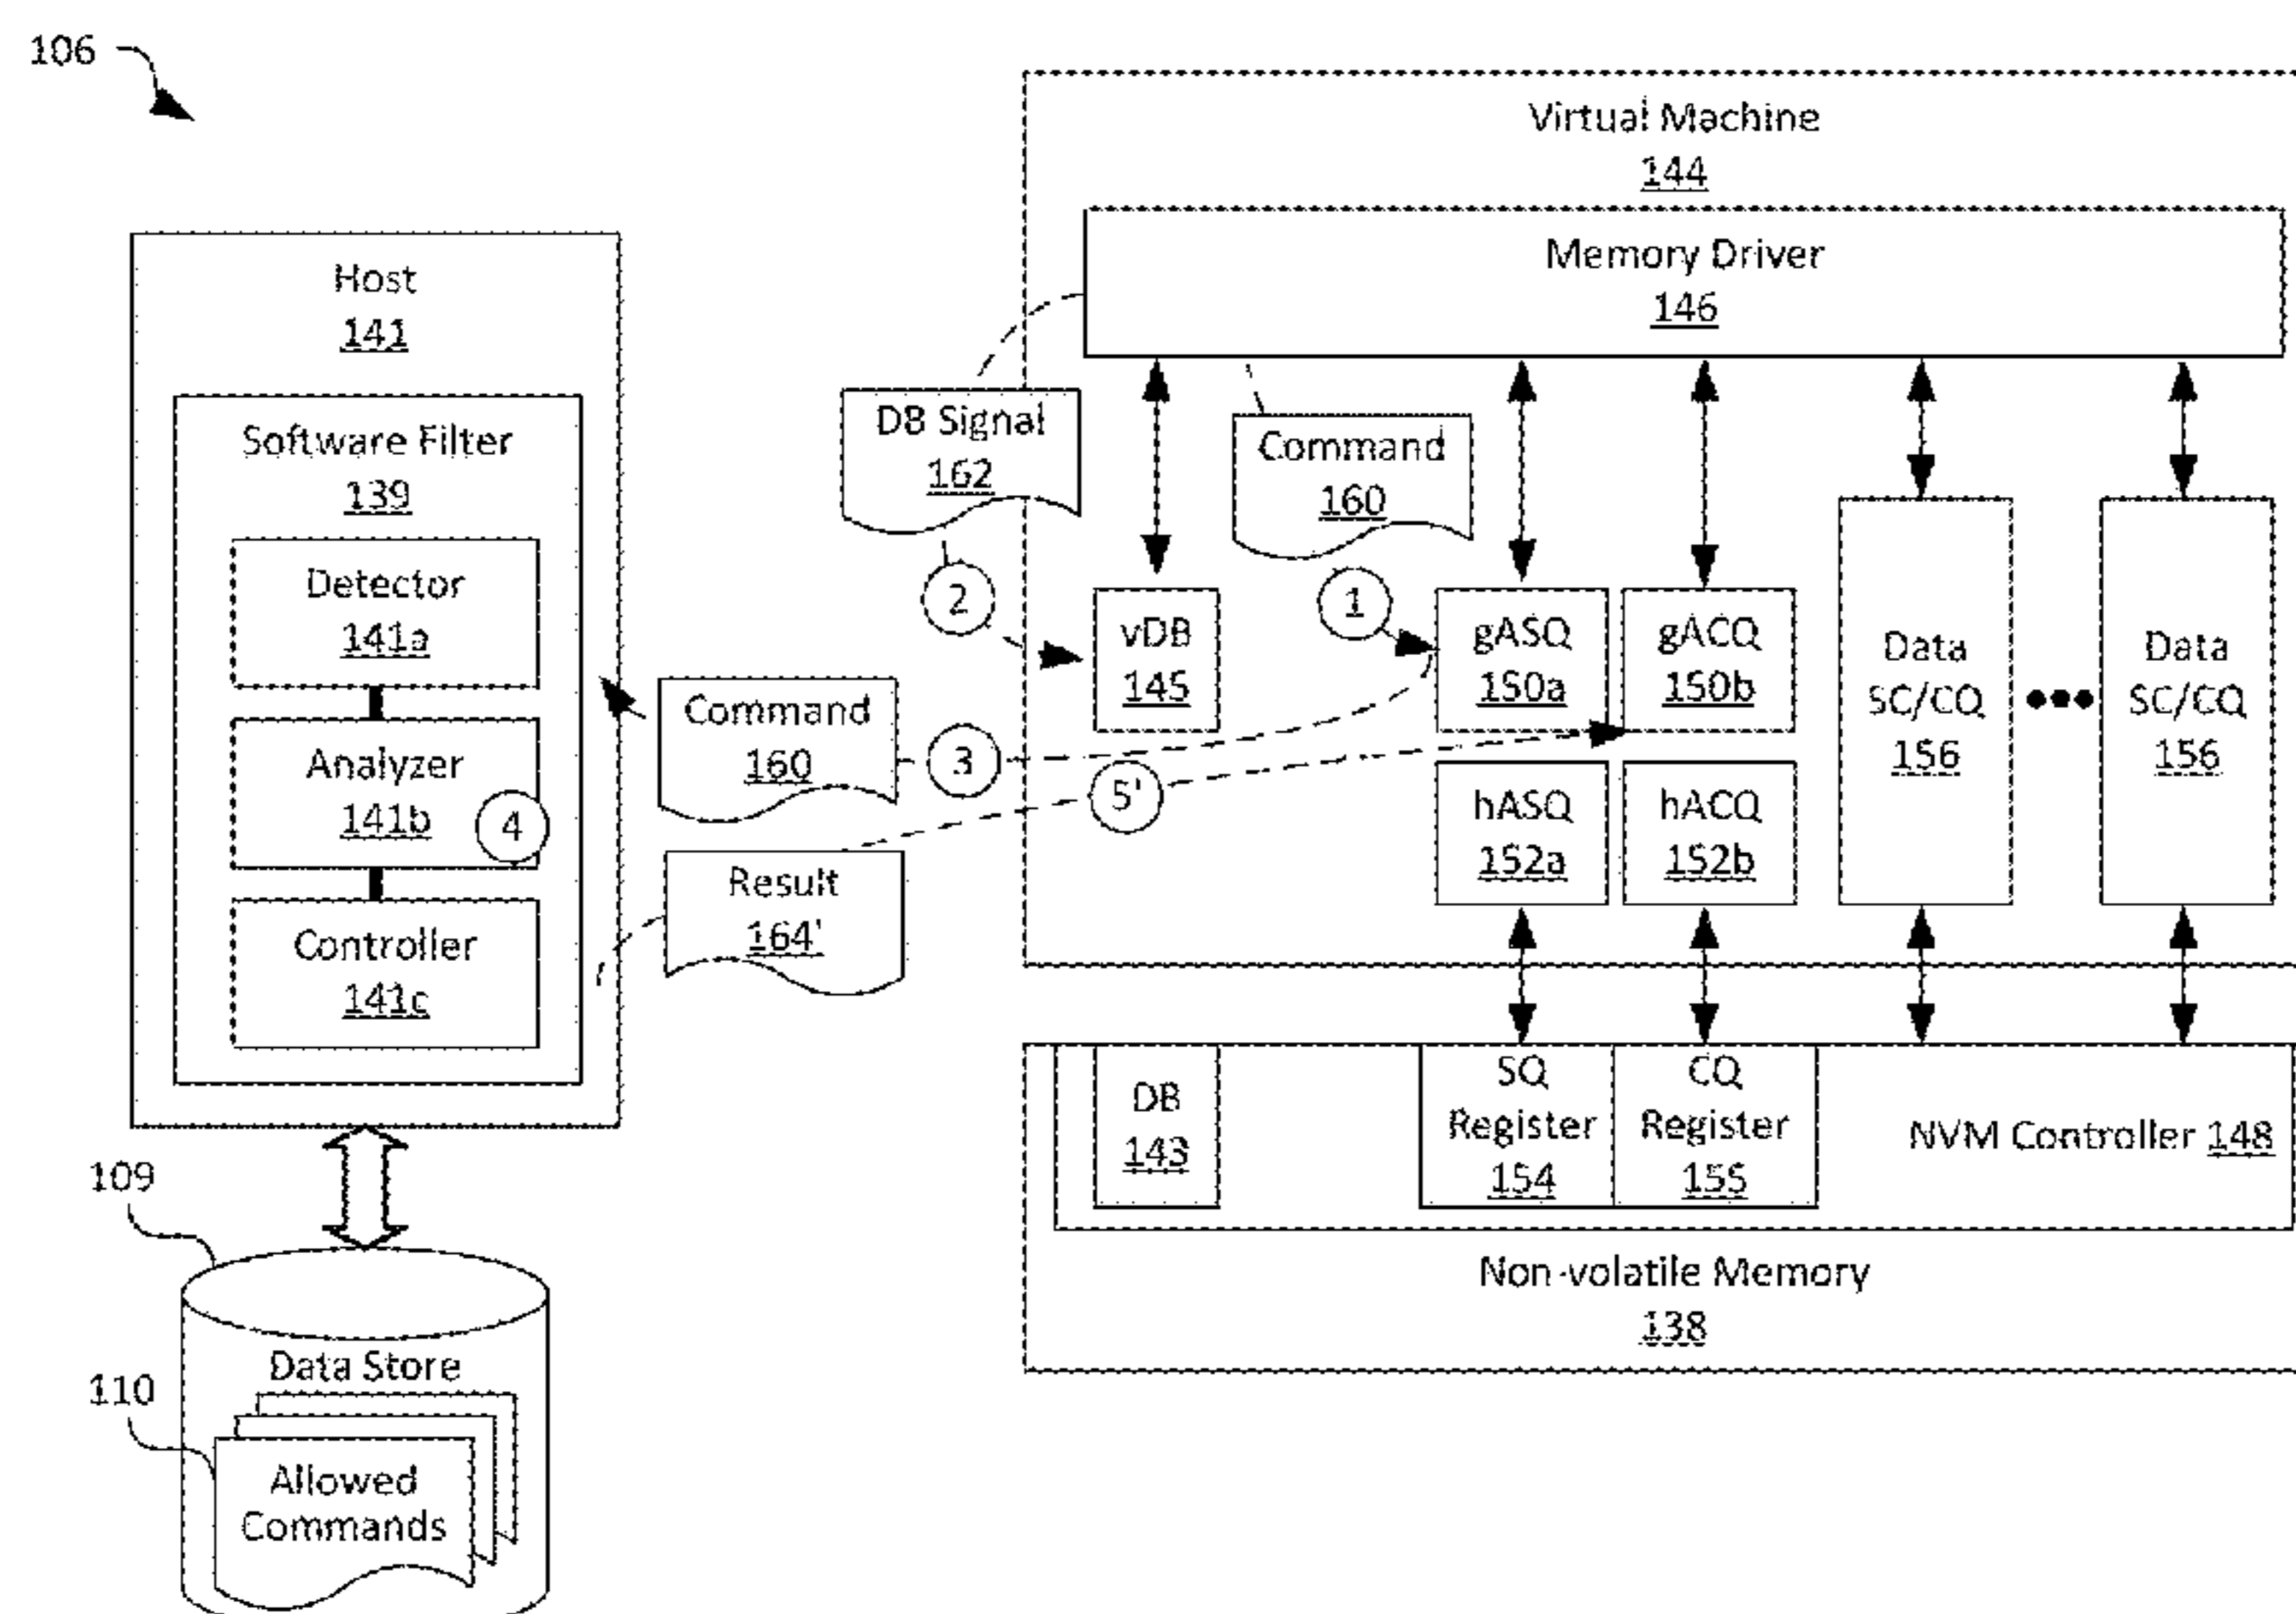 106
Virtual Machine
144
Memory Driver
146
Host
141
Software Filter
139
Detector
141a
Analyzer
141b
4
Controller
141c
DB Signal
162
Command
160
2
1
vDB
145
gASQ
150a
gACQ
150b
Data
SC/CQ
156
•••
Data
SC/CQ
156
Command
160
3
5'
Result
164'
hASQ
152a
hACQ
152b
DB
143
SQ
Register
154
CQ
Register
155
NVM Controller 148
Non-volatile Memory
138
109
Data Store
110
Allowed
Commands